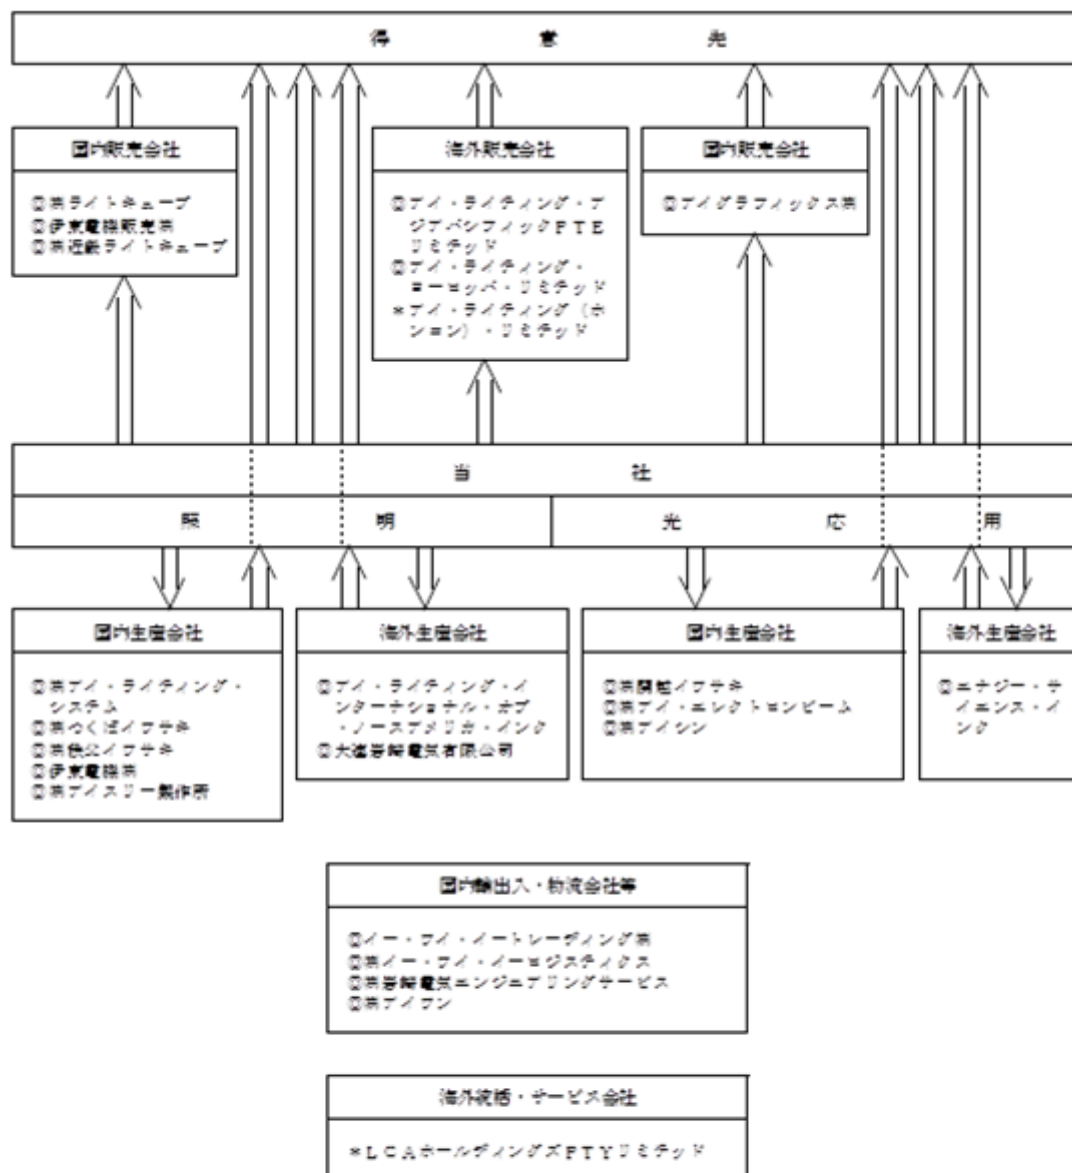 得意先
国内販売会社
◎㈱ライトキューブ
◎伊東電機販売㈱
◎㈱近畿ライトキューブ
海外販売会社
◎アイ・ライティング・ア
ジアパシフィックＰＴＥ
リミテッド
◎アイ・ライティング・
ヨーロッパ・リミテッド
＊アイ・ライティング（ホ
ンコン）・リミテッド
国内販売会社
◎アイグラフィックス㈱
当社
照明
光応用
国内生産会社
◎㈱アイ・ライティング・
システム
◎㈱つくばイワサキ
◎㈱秩父イワサキ
◎伊東電機㈱
◎㈱アイスリー製作所
海外生産会社
◎アイ・ライティング・イ
ンターナショナル・オブ
・ノースアメリカ・インク
◎大連岩崎電気有限公司
国内生産会社
◎㈱関越イワサキ
◎㈱アイ・エレクトロンビーム
◎㈱アイシン
海外生産会社
◎エナジー・サ
イエンス・イ
ンク
国内輸出入・物流会社等
◎イー・ワイ・イートレーディング㈱
◎㈱イー・ワイ・イーロジスティクス
◎㈱岩崎電気エンジニアリングサービス
◎㈱アイワン
海外統括・サービス会社
＊ＬＣＡホールディングズＰＴＹリミテッド